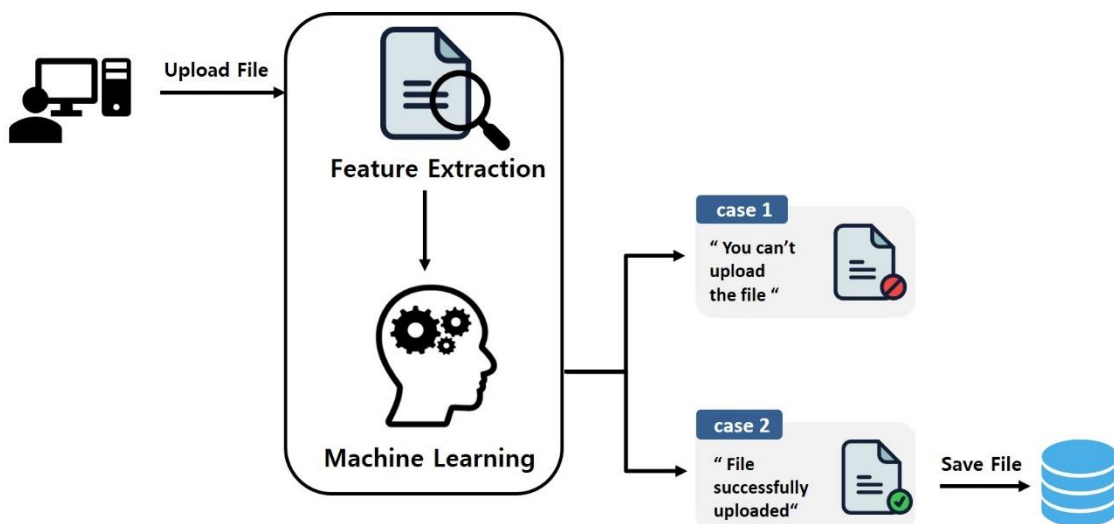 Upload File
Feature Extraction
Machine Learning
case 1
“ You can’t
upload
the file “
case 2
“ File
successfully
uploaded“
Save File